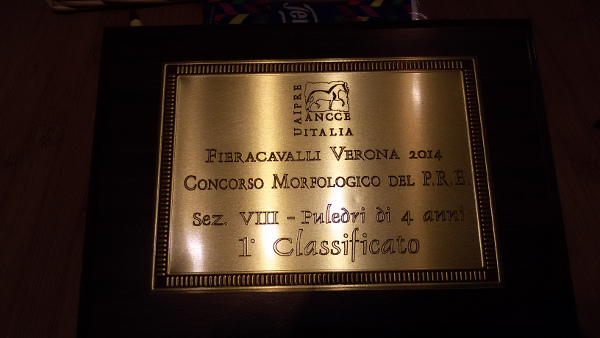 UAIPRE
ANCCE
D'ITALIA
FIERACAVALLI VERONA 2014
CONCORSO MORFOLOGICO DEL P.R.E.
SEZ. VIII - Puledri di 4 anni
1° Classificato